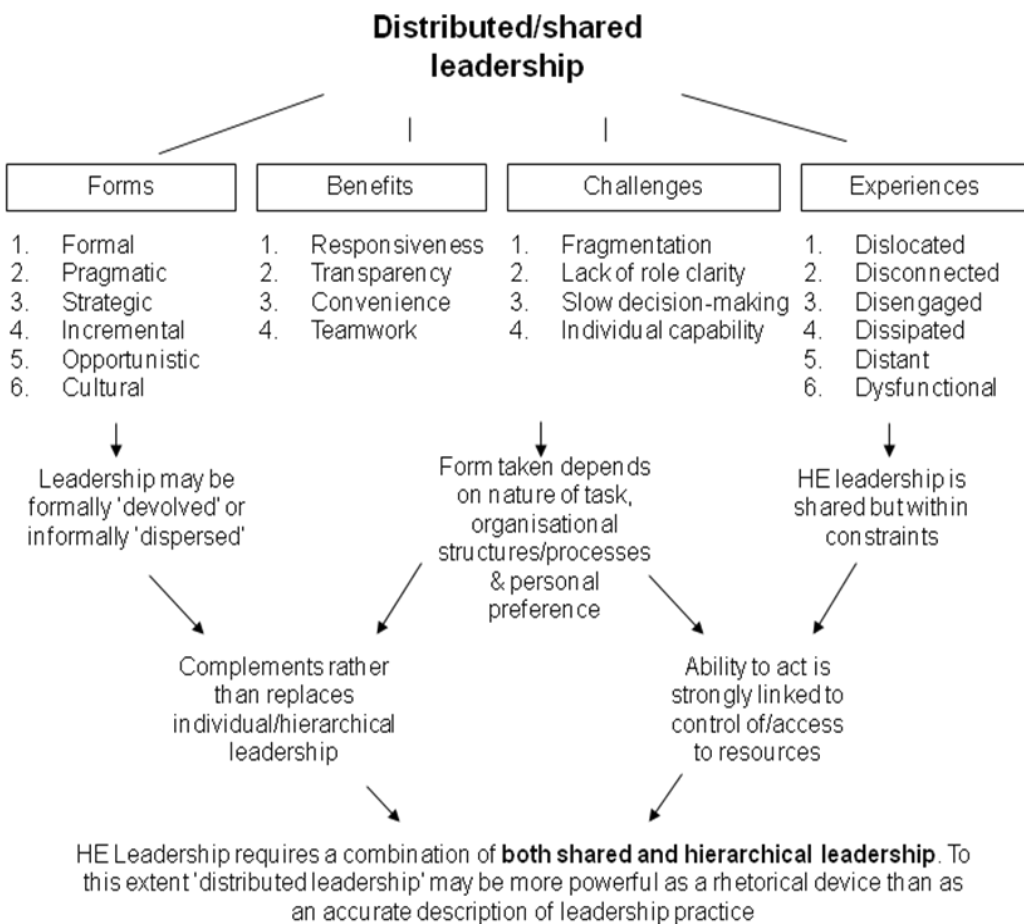 Distributed/shared
leadership
Forms
1. Formal
2. Pragmatic
3. Strategic
4. Incremental
5. Opportunistic
6. Cultural
Benefits
1. Responsiveness
2. Transparency
3. Convenience
4. Teamwork
Challenges
1. Fragmentation
2. Lack of role clarity
3. Slow decision-making
4. Individual capability
Experiences
1. Dislocated
2. Disconnected
3. Disengaged
4. Dissipated
5. Distant
6. Dysfunctional
Leadership may be
formally 'devolved' or
informally 'dispersed'
Form taken depends
on nature of task,
organisational
structures/processes
& personal
preference
HE leadership is
shared but within
constraints
Complements rather
than replaces
individual/hierarchical
leadership
Ability to act is
strongly linked to
control of/access
to resources
HE Leadership requires a combination of both shared and hierarchical leadership. To
this extent 'distributed leadership' may be more powerful as a rhetorical device than as
an accurate description of leadership practice